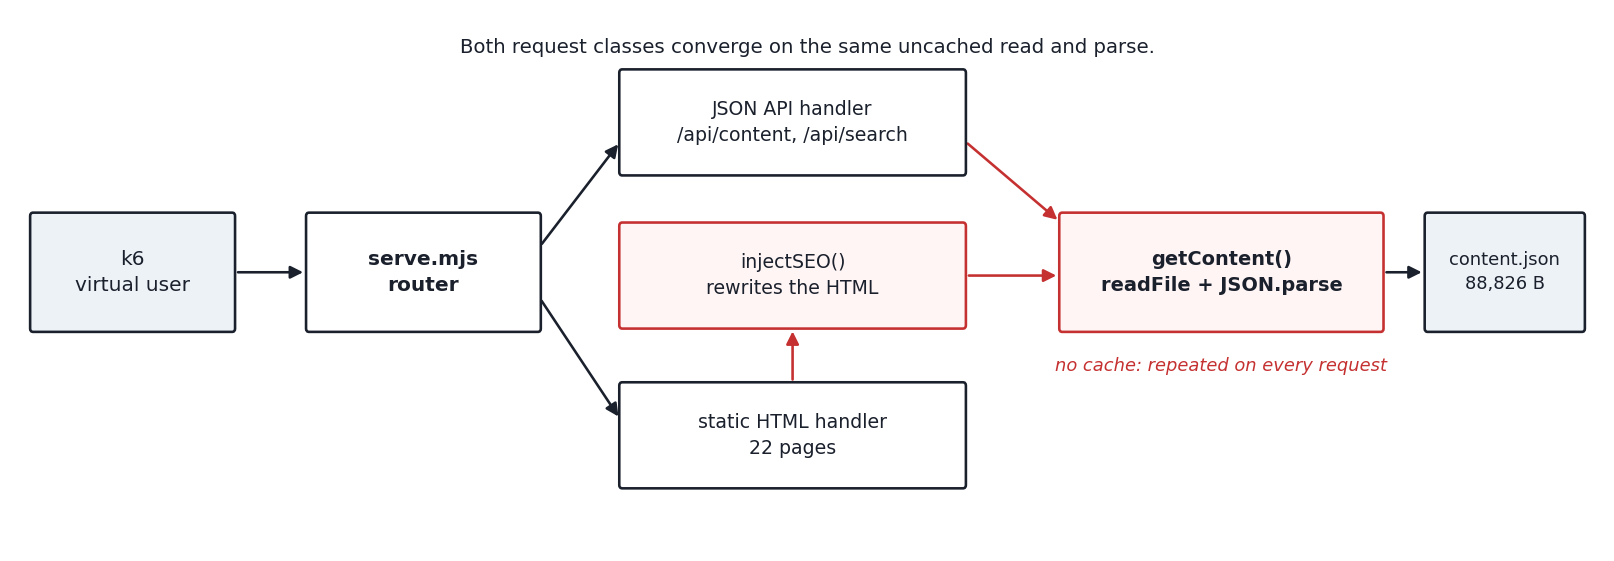 Both request classes converge on the same uncached read and parse.
JSON API handler
/api/content, /api/search
k6
virtual user
serve.mjs
router
injectSEO()
rewrites the HTML
getContent()
readFile + JSON.parse
content.json
88,826 B
no cache: repeated on every request
static HTML handler
22 pages